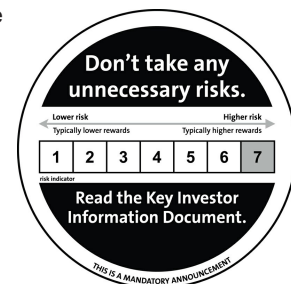 e
Don’t take any
unnecessary risks.
Lower risk Higher risk
Typically lower rewards Typically higher rewards
1 2 3 4 5 6 7
risk indicator
Read the Key Investor
Information Document.
THIS IS A MANDATORY ANNOUNCEMENT